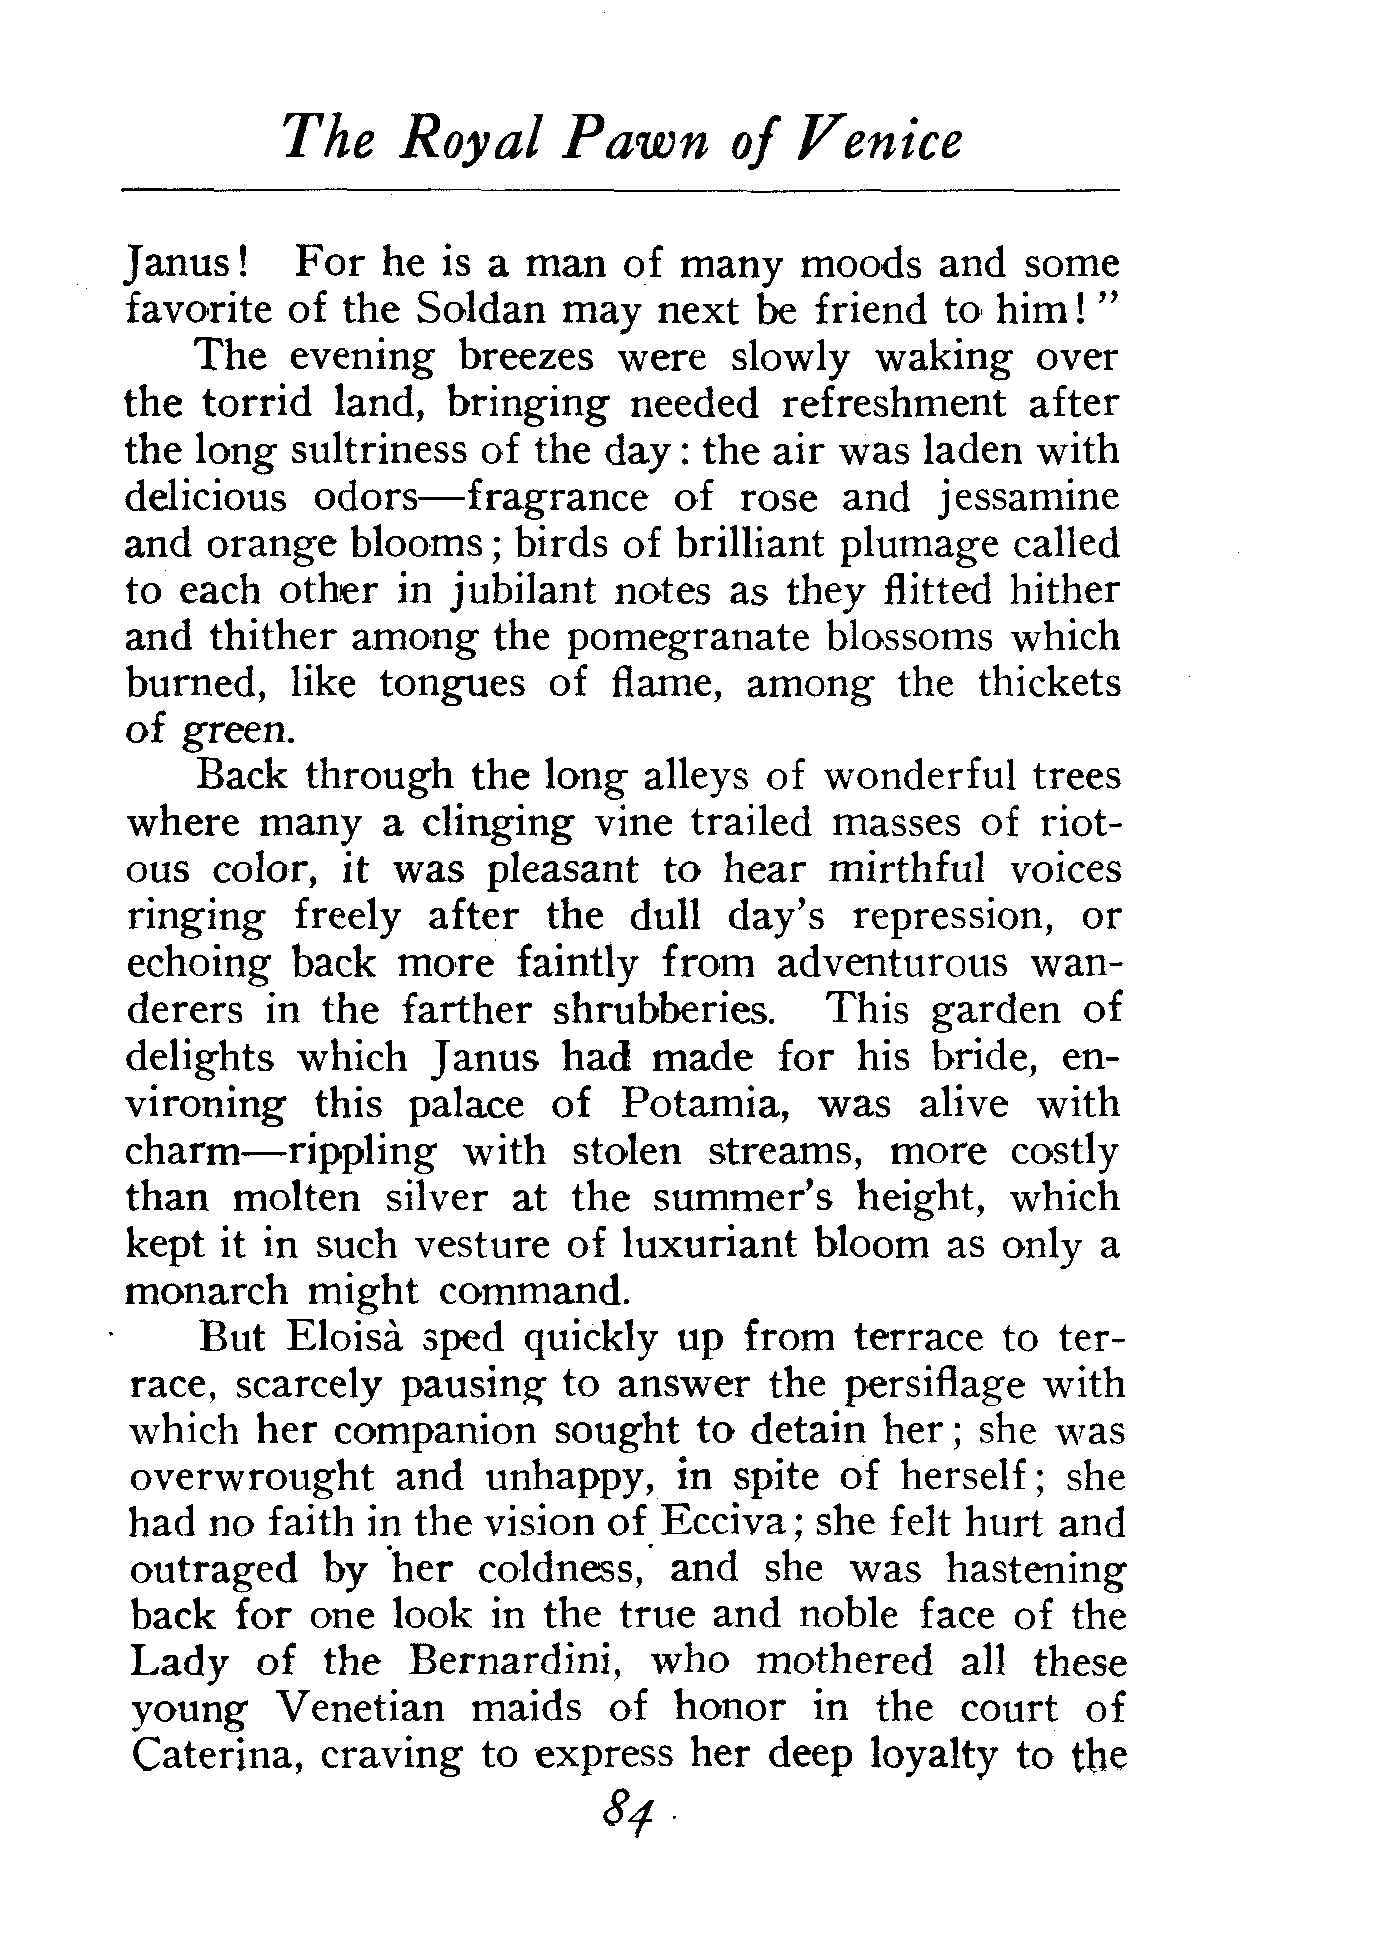 The Royal Pawn of Venice
Janus! For he is a man of many moods and some
favorite of the Soldan may next be friend to him! "
The evening breezes were slowly waking over
the torrid land, bringing needed refreshment after
the long sultriness of the day: the air was laden with
delicious odors—fragrance of rose and jessamine
and orange blooms; birds of brilliant plumage called
to each other in jubilant notes as they flitted hither
and thither among the pomegranate blossoms which
burned, like tongues of flame, among the thickets
of green.
Back through the long alleys of wonderful trees
where many a clinging vine trailed masses of riot-
ous color, it was pleasant to hear mirthful voices
ringing freely after the dull day's repression, or
echoing back more faintly from adventurous wan-
derers in the farther shrubberies. This garden of
delights which Janus had made for his bride, en-
vironing this palace of Potamia, was alive with
charm—rippling with stolen streams, more costly
than molten silver at the summer's height, which
kept it in such vesture of luxuriant bloom as only a
monarch might command.
But Eloisà sped quickly up from terrace to ter-
race, scarcely pausing to answer the persiflage with
which her companion sought to detain her; she was
overwrought and unhappy, in spite of herself; she
had no faith in the vision of Ecciva; she felt hurt and
outraged by her coldness, and she was hastening
back for one look in the true and noble face of the
Lady of the Bernardini, who mothered all these
young Venetian maids of honor in the court of
Caterina, craving to express her deep loyalty to the
84